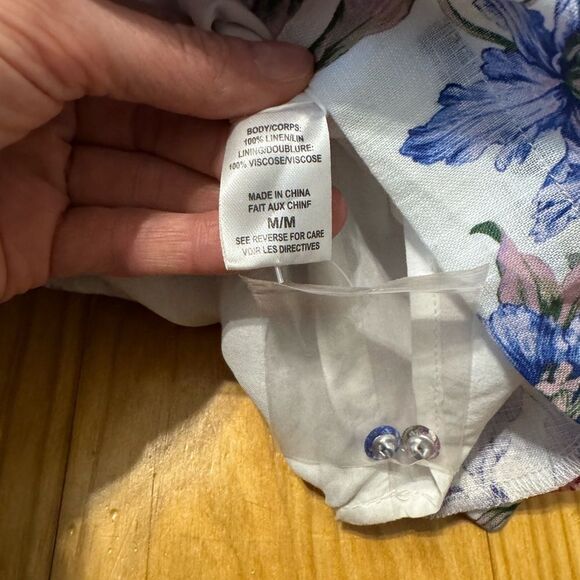 BODY/CORPS:
100% LINEN/LIN
LINING/DOUBLURE:
100% VISCOSE/VISCOSE
MADE IN CHINA
FAIT AUX CHINF
M/M
SEE REVERSE FOR CARE
VOIR LES DIRECTIVES